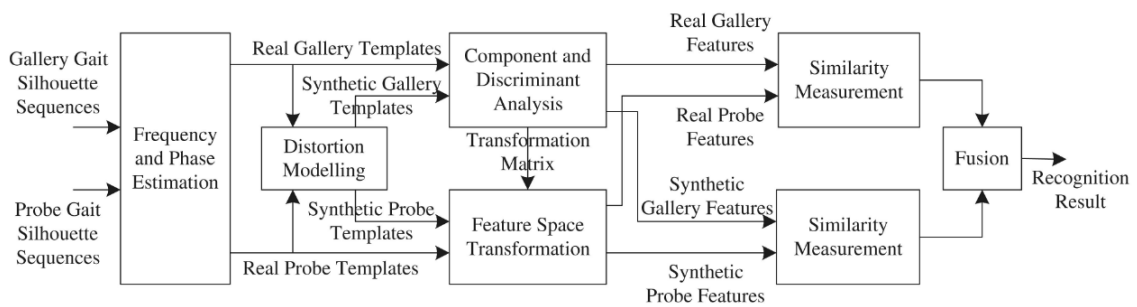 Gallery Gait
Silhouette
Sequences
Probe Gait
Silhouette
Sequences
Frequency
and Phase
Estimation
Real Gallery Templates
Synthetic Gallery
Templates
Distortion
Modelling
Synthetic Probe
Templates
Real Probe Templates
Component and
Discriminant
Analysis
Transformation
Matrix
Feature Space
Transformation
Real Gallery
Features
Real Probe
Features
Synthetic
Gallery Features
Synthetic
Probe Features
Similarity
Measurement
Similarity
Measurement
Fusion
Recognition
Result